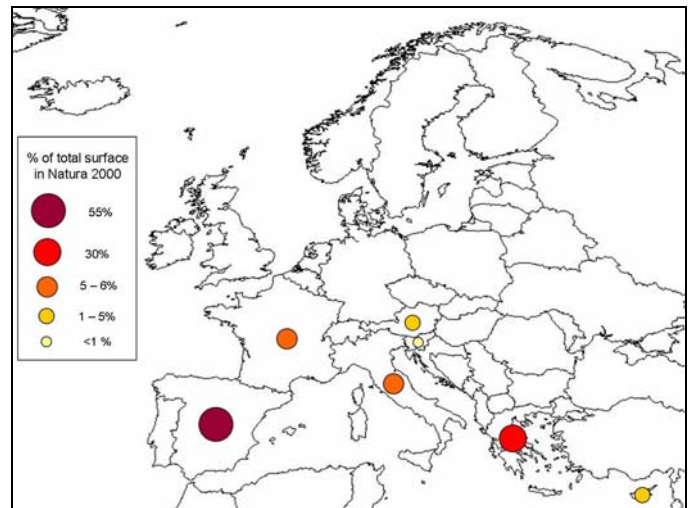 % of total surface
in Natura 2000
55%
30%
5 – 6%
1 – 5%
<1 %